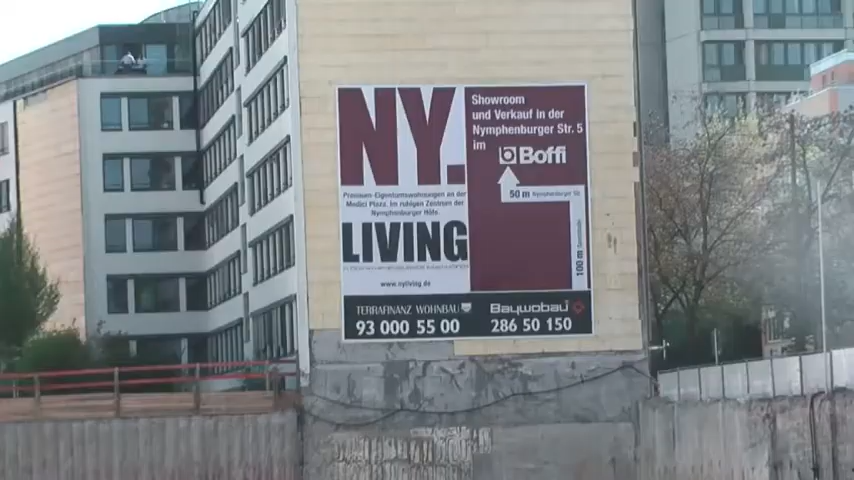 NY.
Premium-Eigentumswohnungen an der
Medici Plaza. Im ruhigen Zentrum der
Nymphenburger Höfe.
LIVING
www.nyliving.de
Showroom
und Verkauf in der
Nymphenburger Str. 5
im
Boffi
50 m Nymphenburger Str.
100 m
TERRAFINANZ WOHNBAU
93 000 55 00
Baywobau
286 50 150